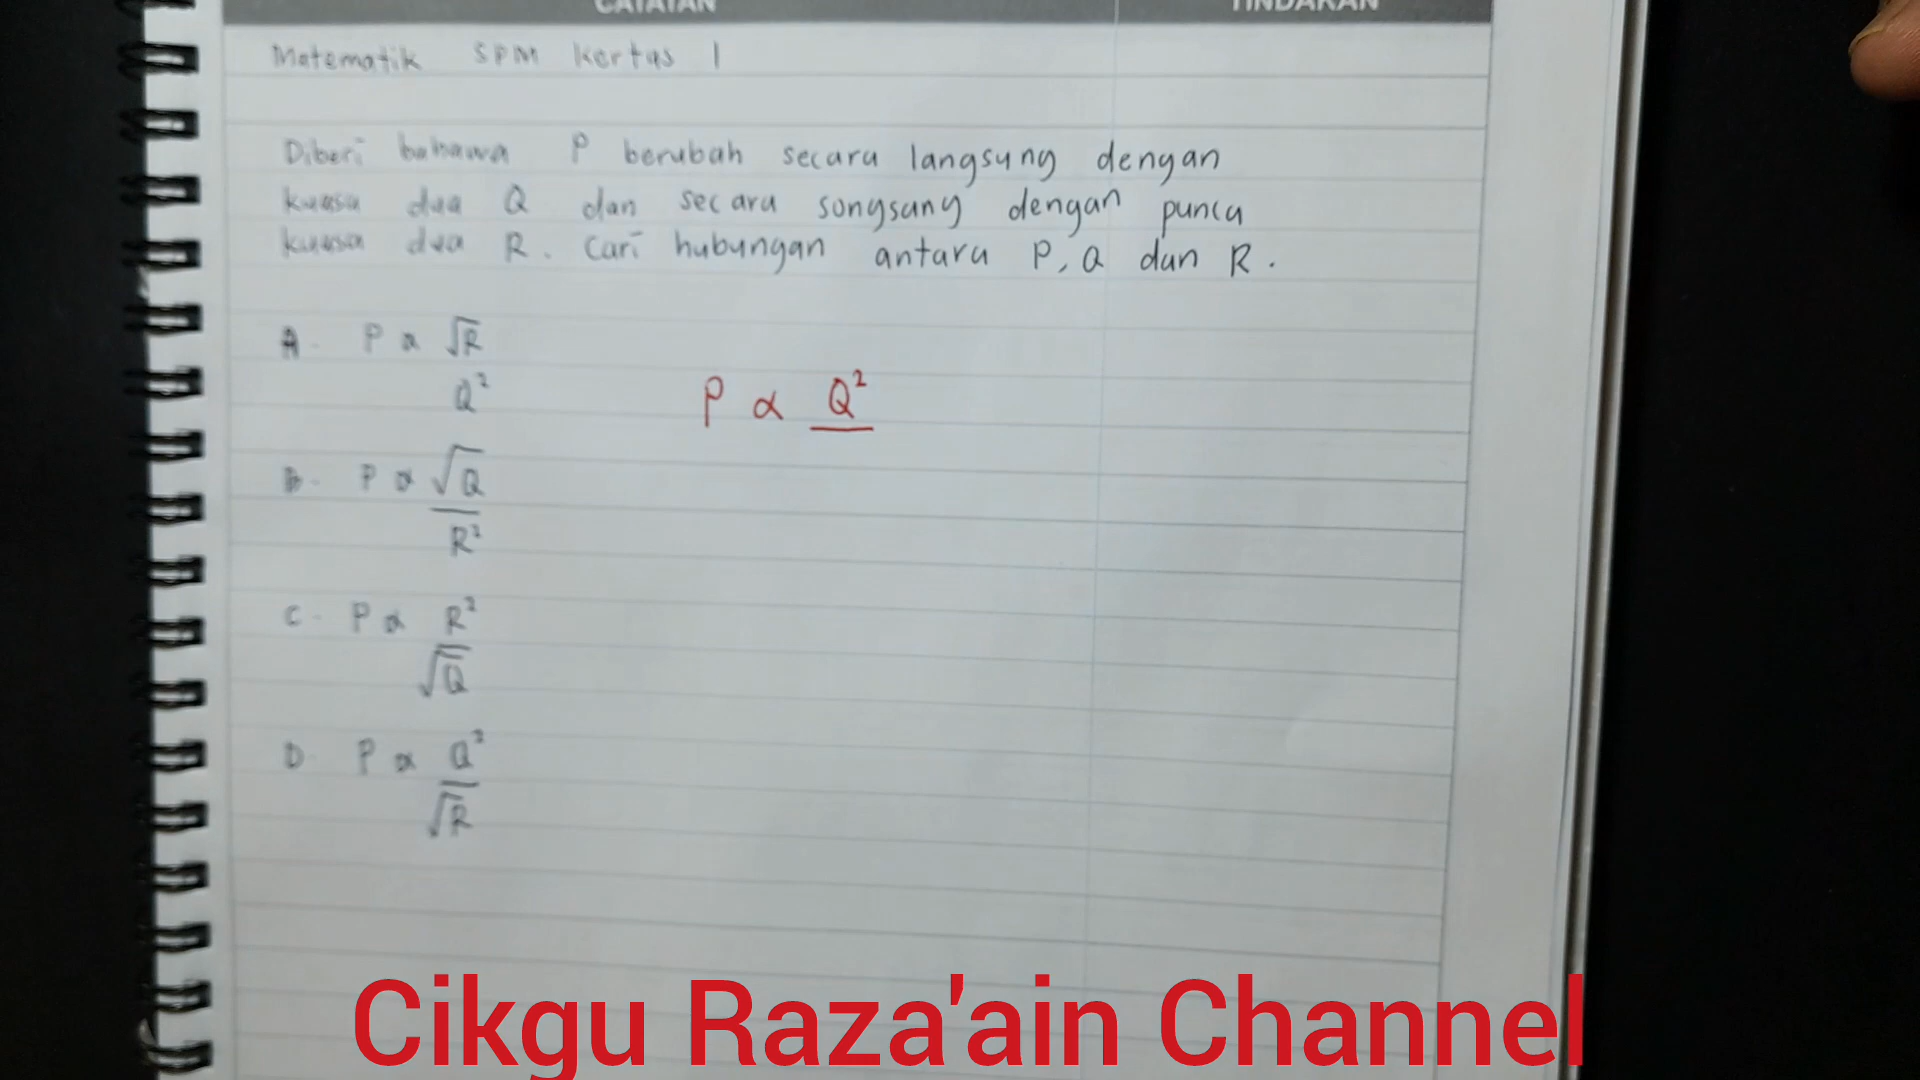 CATATAN TINDAKAN
Matematik SPM kertas 1
Diberi bahawa P berubah secara langsung dengan
kuasa dua Q dan secara songsang dengan punca
kuasa dua R. Cari hubungan antara P, Q dan R.
A. P ∝ √R
Q²
P ∝ Q²
B. P ∝ √Q
R²
C. P ∝ R²
√Q
D P ∝ Q²
√R
Cikgu Raza'ain Channel